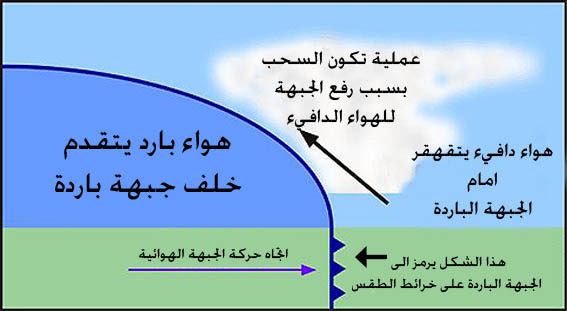 عملية تكون السحب
بسبب رفع الجبهة
للهواء الدافيء
هواء بارد يتقدم
خلف جبهة باردة
هواء دافيء يتقهقر
امام
الجبهة الباردة
اتجاه حركة الجبهة الهوائية
هذا الشكل يرمز الى
الجبهة الباردة على خرائط الطقس